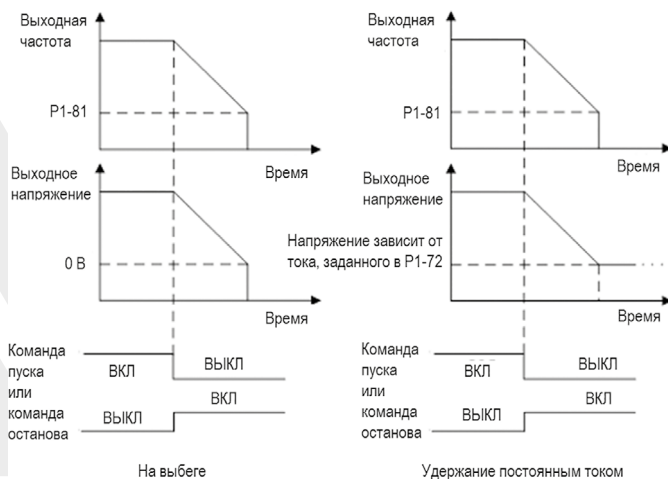 Выходная
частота
P1-81
Время
Выходное
напряжение
0 В
Время
Команда
пуска
или
команда
останова
ВКЛ
ВЫКЛ
ВКЛ
ВЫКЛ
На выбеге
Выходная
частота
P1-81
Время
Выходное
напряжение
Напряжение зависит от
тока, заданного в P1-72
Время
Команда
пуска
или
команда
останова
ВКЛ
ВЫКЛ
ВКЛ
ВЫКЛ
Удержание постоянным током